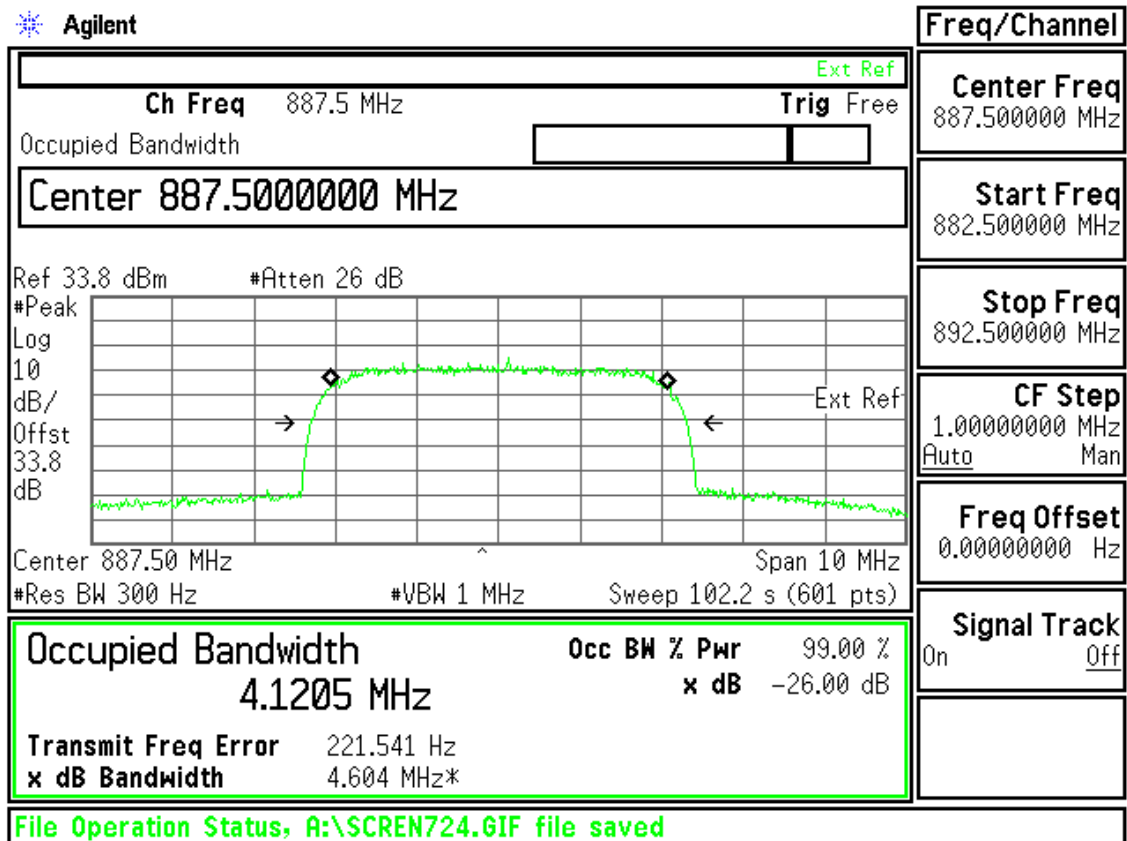 Agilent
Freq/Channel
Ext Ref
Ch Freq 887.5 MHz Trig Free
Occupied Bandwidth
Center 887.5000000 MHz
Ref 33.8 dBm #Atten 26 dB
#Peak
Log
10
dB/
Offst
33.8
dB
Ext Ref
Center 887.50 MHz Span 10 MHz
#Res BW 300 Hz #VBW 1 MHz Sweep 102.2 s (601 pts)
Occupied Bandwidth
4.1205 MHz
Occ BW % Pwr 99.00 %
x dB -26.00 dB
Transmit Freq Error 221.541 Hz
x dB Bandwidth 4.604 MHz*
Center Freq
887.500000 MHz
Start Freq
882.500000 MHz
Stop Freq
892.500000 MHz
CF Step
1.00000000 MHz
Auto Man
Freq Offset
0.00000000 Hz
Signal Track
On Off
File Operation Status, A:\SCREN724.GIF file saved